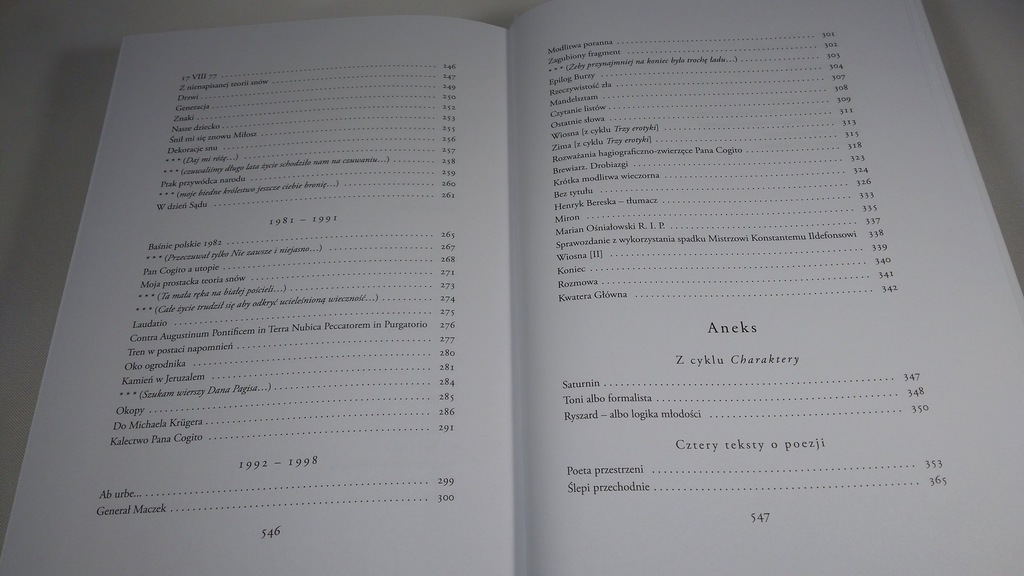 17 VIII 77 246
Z nienapisanej teorii snów 247
Drzwi 249
Generacja 250
Znaki 252
Nasze dziecko 253
Śnił mi się znowu Miłosz 255
Dekoracje snu 256
* * * (Daj mi różę…) 257
* * * (czuwaliśmy długo lata życie schodziło nam na czuwaniu…) 258
Ptak przywódca narodu 259
* * * (moje biedne królestwo jeszcze ciebie bronię…) 260
W dzień Sądu 261
1981 – 1991
Baśnie polskie 1982 265
* * * (Przeczuwał tylko Nie zawsze i niejasno…) 267
Pan Cogito a utopie 268
Moja prostacka teoria snów 271
* * * (Ta mała ręka na białej pościeli…) 273
* * * (Całe życie trudził się aby odkryć ucieleśnioną wieczność…) 274
Laudatio 275
Contra Augustinum Pontificem in Terra Nubica Peccatorem in Purgatorio 276
Tren w postaci napomnień 277
Oko ogrodnika 280
Kamień w Jeruzalem 281
* * * (Szukam wierszy Dana Pagisa…) 284
Okopy 285
Do Michaela Krügera 286
Kalectwo Pana Cogito 291
1992 – 1998
Ab urbe... 299
Generał Maczek 300
546
Modlitwa poranna 301
Zagubiony fragment 302
* * * (Żeby przynajmniej na koniec było trochę ładu…) 303
Epilog Burzy 304
Rzeczywistość zła 307
Mandelsztam 308
Czytanie listów 309
Ostatnie słowa 311
Wiosna [z cyklu Trzy erotyki] 313
Zima [z cyklu Trzy erotyki] 315
Rozważania hagiograficzno-zwierzęce Pana Cogito 318
Brewiarz. Drobiazgi 323
Krótka modlitwa wieczorna 324
Bez tytułu 326
Henryk Bereska – tłumacz 333
Miron 335
Marian Ośniałowski R. I. P. 337
Sprawozdanie z wykorzystania spadku Mistrzowi Konstantemu Ildefonsowi 338
Wiosna [II] 339
Koniec 340
Rozmowa 341
Kwatera Główna 342
Aneks
Z cyklu Charaktery
Saturnin 347
Toni albo formalista 348
Ryszard – albo logika młodości 350
Cztery teksty o poezji
Poeta przestrzeni 353
Ślepi przechodnie 365
547